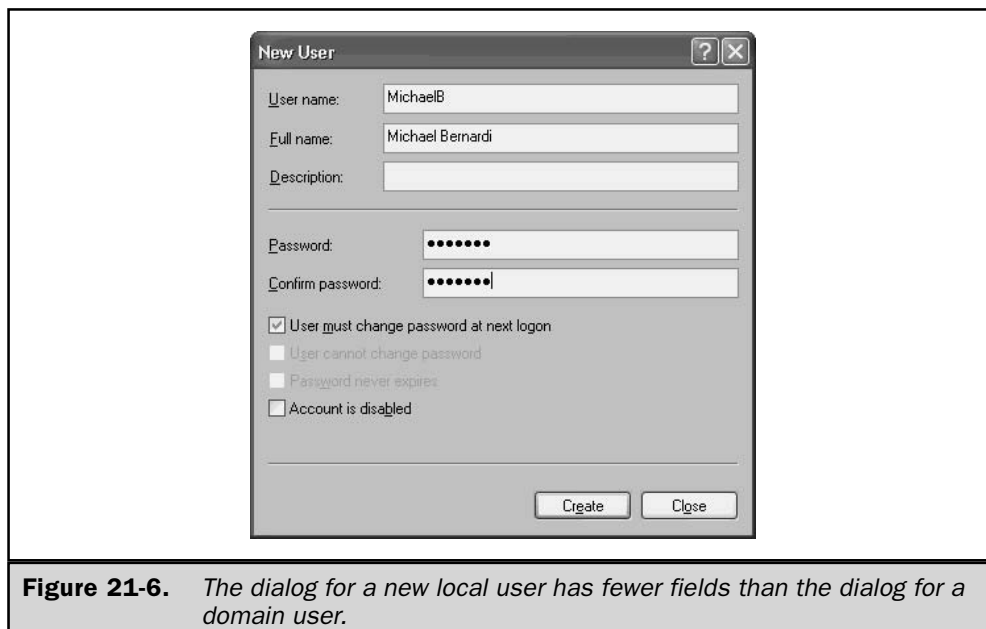 New User
User name: MichaelB
Full name: Michael Bernardi
Description:
Password: •••••••
Confirm password: •••••••
User must change password at next logon
User cannot change password
Password never expires
Account is disabled
Create Close
Figure 21-6. The dialog for a new local user has fewer fields than the dialog for a
domain user.